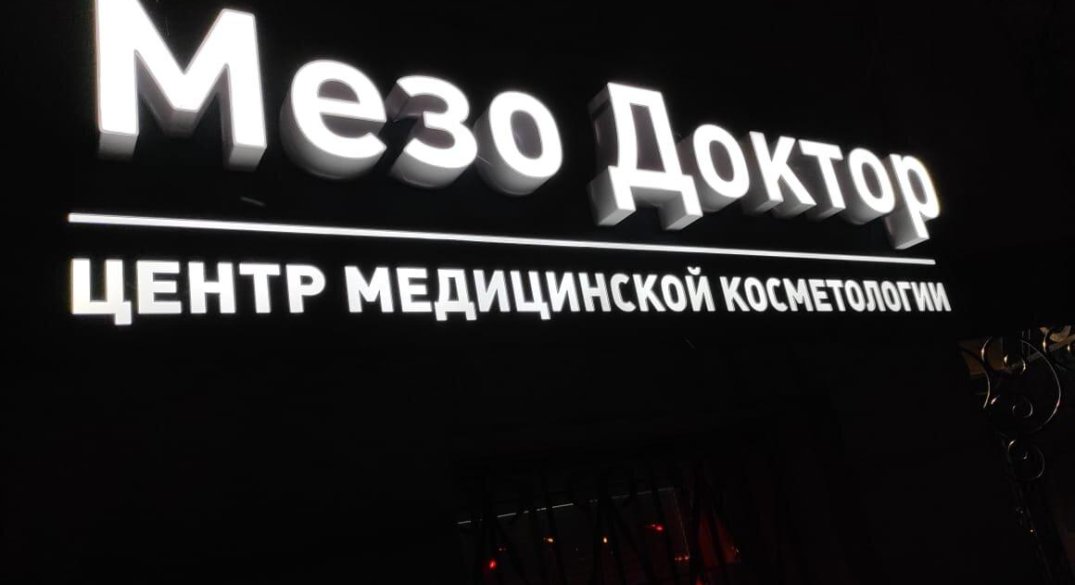 Мезо Доктор
ЦЕНТР МЕДИЦИНСКОЙ КОСМЕТОЛОГИИ